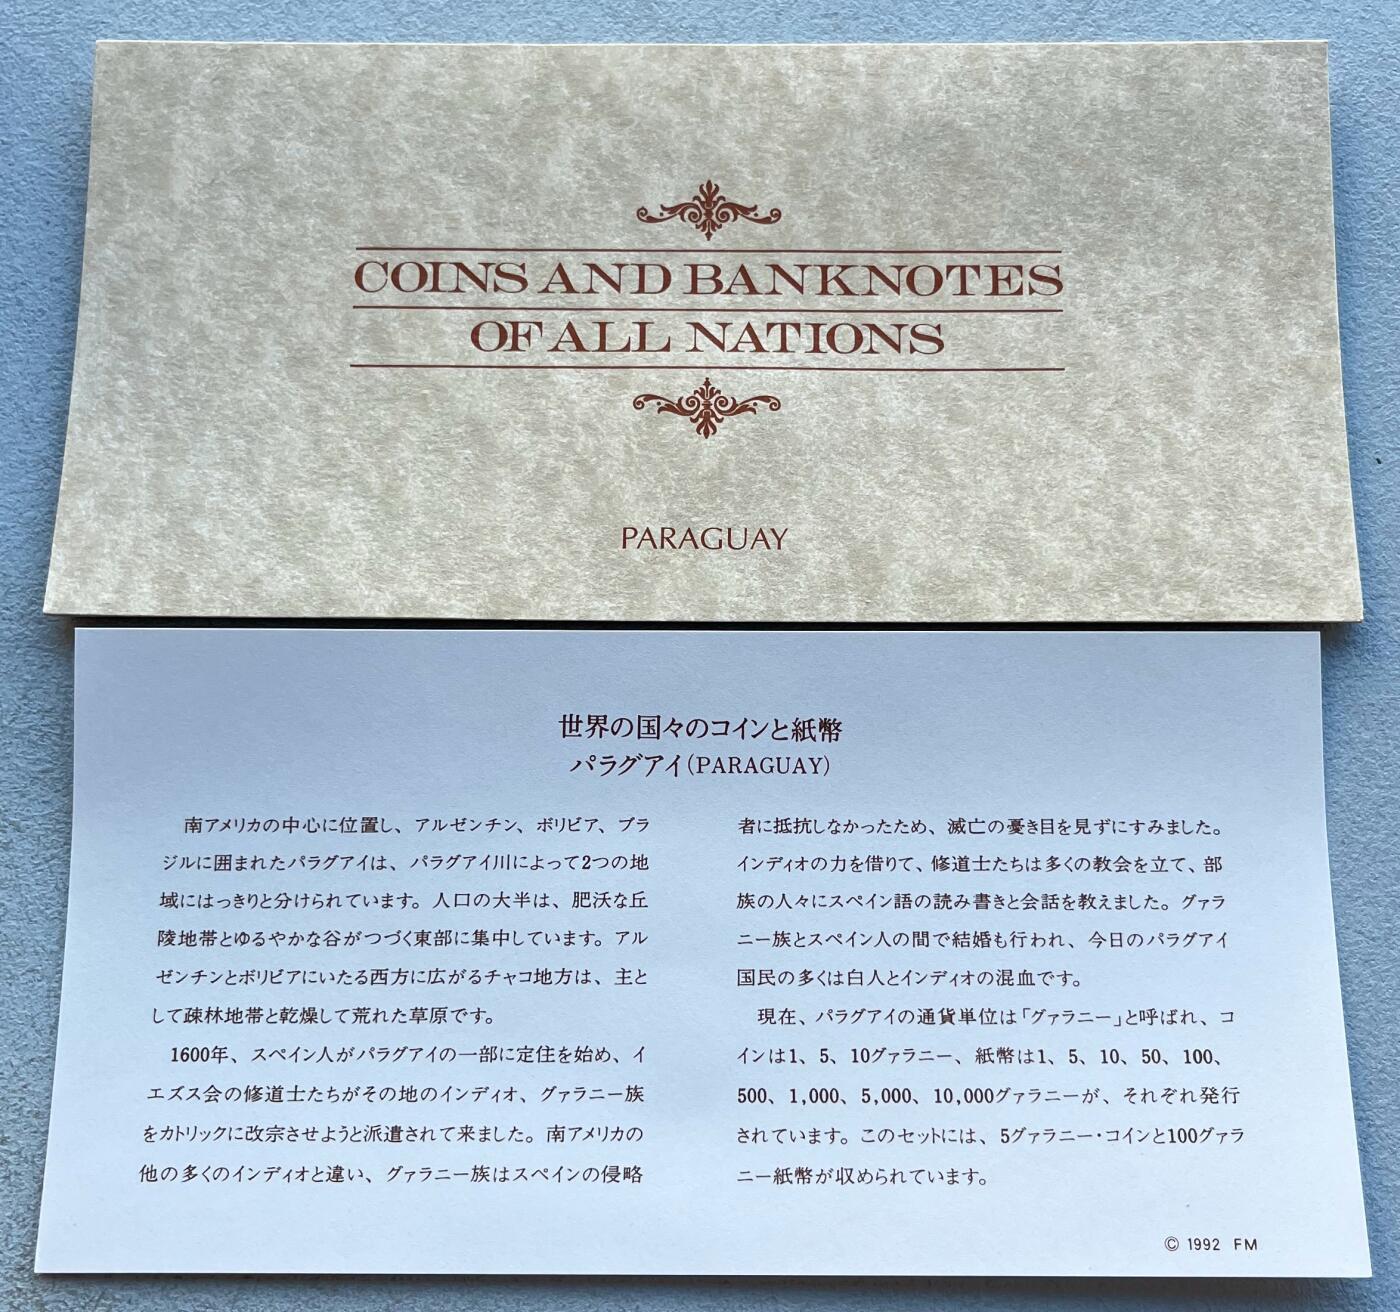 COINS AND BANKNOTES
OF ALL NATIONS
PARAGUAY
世界の国々のコインと紙幣
パラグアイ(PARAGUAY)
南アメリカの中心に位置し、アルゼンチン、ボリビア、ブラ
ジルに囲まれたパラグアイは、パラグアイ川によって2つの地
域にはっきりと分けられています。人口の大半は、肥沃な丘
陵地帯とゆるやかな谷がつづく東部に集中しています。アル
ゼンチンとボリビアにいたる西方に広がるチャコ地方は、主と
して疎林地帯と乾燥して荒れた草原です。
1600年、スペイン人がパラグアイの一部に定住を始め、イ
エズス会の修道士たちがその地のインディオ、グァラニー族
をカトリックに改宗させようと派遣されて来ました。南アメリカの
他の多くのインディオと違い、グァラニー族はスペインの侵略
者に抵抗しなかったため、滅亡の憂き目を見ずにすみました。
インディオの力を借りて、修道士たちは多くの教会を立て、部
族の人々にスペイン語の読み書きと会話を教えました。グァラ
ニー族とスペイン人の間で結婚も行われ、今日のパラグアイ
国民の多くは白人とインディオの混血です。
現在、パラグアイの通貨単位は「グァラニー」と呼ばれ、コ
インは1、5、10グァラニー、紙幣は1、5、10、50、100、
500、1,000、5,000、10,000グァラニーが、それぞれ発行
されています。このセットには、5グァラニー・コインと100グァラ
ニー紙幣が収められています。
© 1992 FM